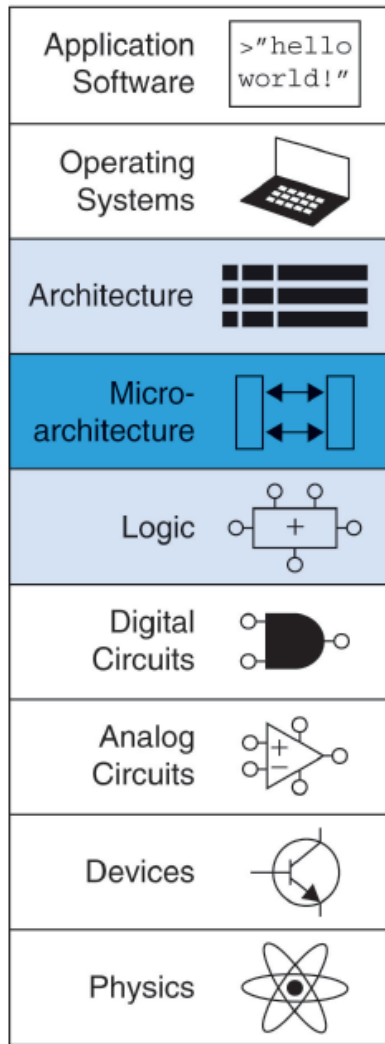 Application
Software
>"hello
world!"
Operating
Systems
Architecture
Micro-
architecture
Logic
+
Digital
Circuits
Analog
Circuits
+
−
Devices
Physics